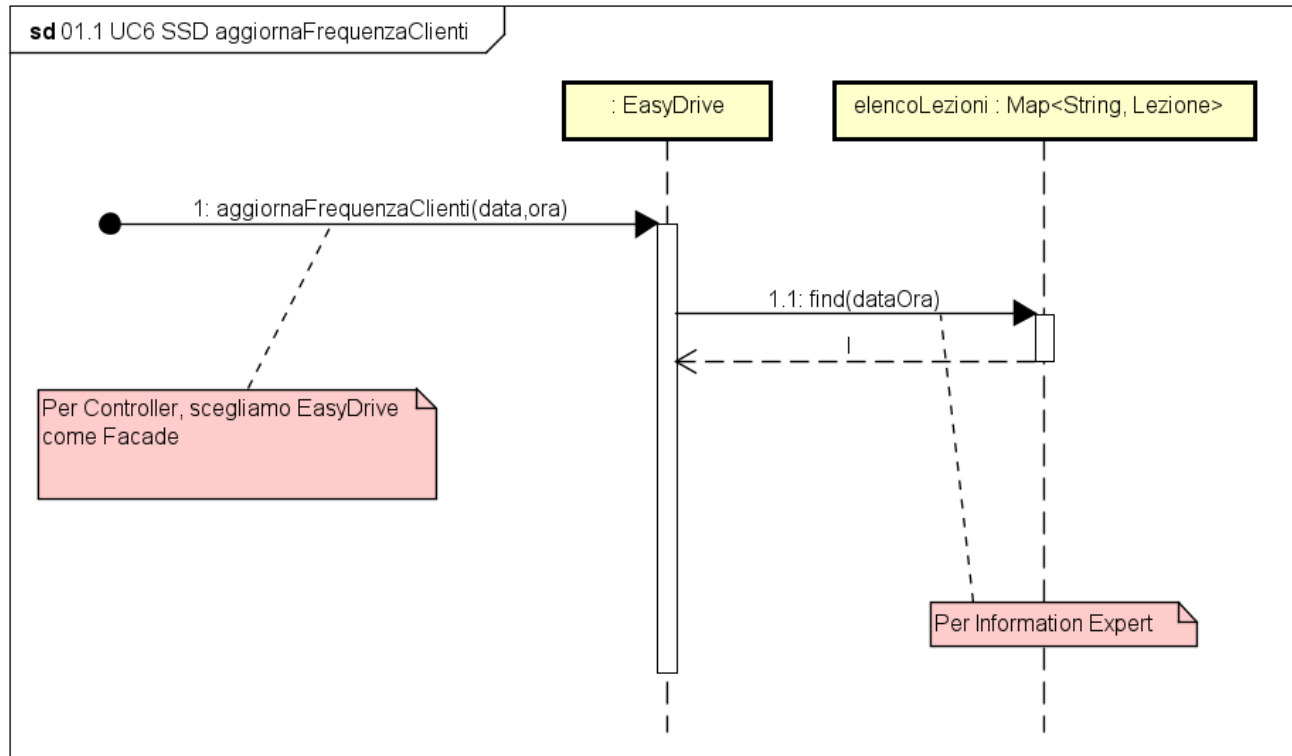 sd 01.1 UC6 SSD aggiornaFrequenzaClienti
: EasyDrive
elencoLezioni : Map<String, Lezione>
1: aggiornaFrequenzaClienti(data,ora)
1.1: find(dataOra)
l
Per Controller, scegliamo EasyDrive
come Facade
Per Information Expert